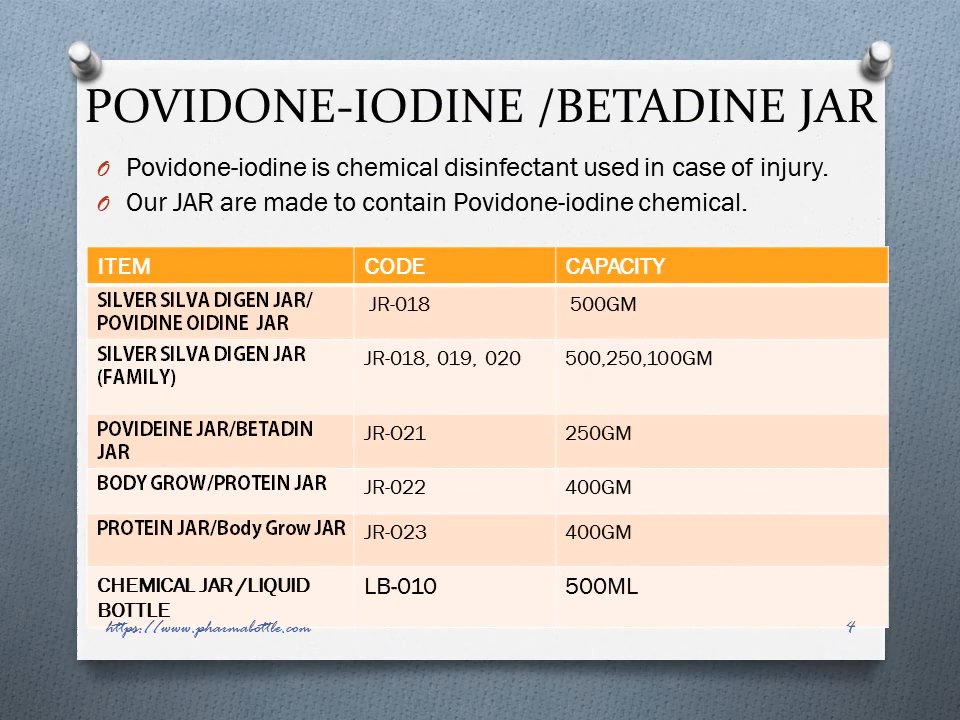 POVIDONE-IODINE /BETADINE JAR
Povidone-iodine is chemical disinfectant used in case of injury.
Our JAR are made to contain Povidone-iodine chemical.
ITEM CODE CAPACITY
SILVER SILVA DIGEN JAR/ JR-018 500GM
POVIDINE OIDINE JAR
SILVER SILVA DIGEN JAR JR-018, 019, 020 500,250,100GM
(FAMILY)
POVIDEINE JAR/BETADIN JR-021 250GM
JAR
BODY GROW/PROTEIN JAR JR-022 400GM
PROTEIN JAR/Body Grow JAR JR-023 400GM
CHEMICAL JAR/LIQUID LB-010 500ML
BOTTLE
https://www.pharmabottle.com 4